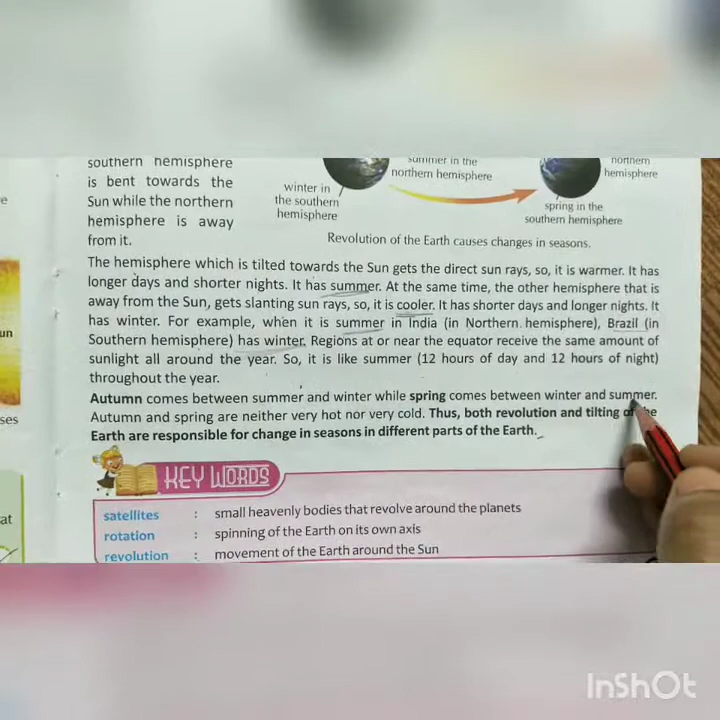 southern hemisphere
is bent towards the
Sun while the northern
hemisphere is away
from it.
summer in the
northern hemisphere
northern
hemisphere
winter in
the southern
hemisphere
spring in the
southern hemisphere
Revolution of the Earth causes changes in seasons.
The hemisphere which is tilted towards the Sun gets the direct sun rays, so, it is warmer. It has
longer days and shorter nights. It has summer. At the same time, the other hemisphere that is
away from the Sun, gets slanting sun rays, so, it is cooler. It has shorter days and longer nights. It
has winter. For example, when it is summer in India (in Northern hemisphere), Brazil (in
Southern hemisphere) has winter. Regions at or near the equator receive the same amount of
sunlight all around the year. So, it is like summer (12 hours of day and 12 hours of night)
throughout the year.
Autumn comes between summer and winter while spring comes between winter and summer.
Autumn and spring are neither very hot nor very cold. Thus, both revolution and tilting of the
Earth are responsible for change in seasons in different parts of the Earth.
KEY WORDS
satellites : small heavenly bodies that revolve around the planets
rotation : spinning of the Earth on its own axis
revolution : movement of the Earth around the Sun
un
ses
at
InShOt